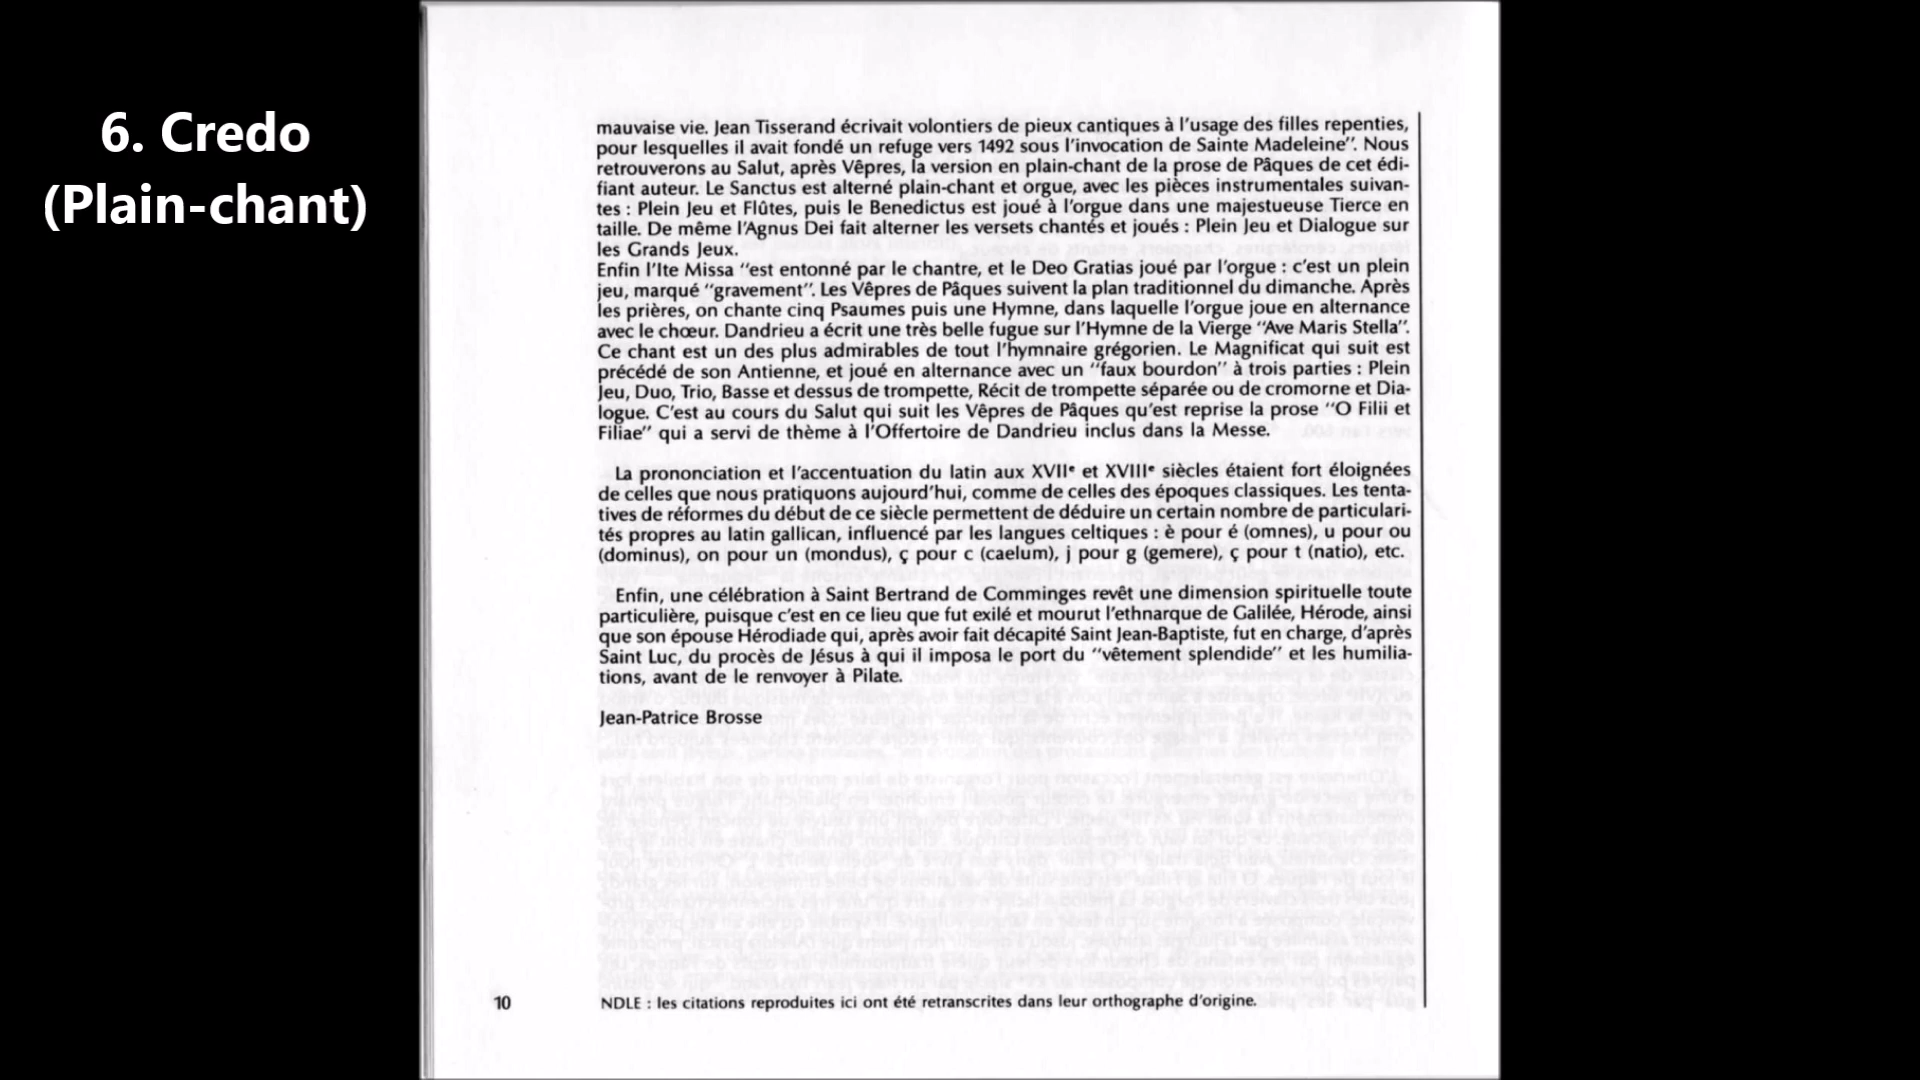 6. Credo
(Plain-chant)
mauvaise vie. Jean Tisserand écrivait volontiers de pieux cantiques à l'usage des filles repenties,
pour lesquelles il avait fondé un refuge vers 1492 sous l'invocation de Sainte Madeleine". Nous
retrouverons au Salut, après Vêpres, la version en plain-chant de la prose de Pâques de cet édi-
fiant auteur. Le Sanctus est alterné plain-chant et orgue, avec les pièces instrumentales suivan-
tes : Plein Jeu et Flûtes, puis le Benedictus est joué à l'orgue dans une majestueuse Tierce en
taille. De même l'Agnus Dei fait alterner les versets chantés et joués : Plein Jeu et Dialogue sur
les Grands Jeux.
Enfin l'Ite Missa "est entonné par le chantre, et le Deo Gratias joué par l'orgue : c'est un plein
jeu, marqué "gravement". Les Vêpres de Pâques suivent la plan traditionnel du dimanche. Après
les prières, on chante cinq Psaumes puis une Hymne, dans laquelle l'orgue joue en alternance
avec le chœur. Dandrieu a écrit une très belle fugue sur l'Hymne de la Vierge "Ave Maris Stella".
Ce chant est un des plus admirables de tout l'hymnaire grégorien. Le Magnificat qui suit est
précédé de son Antienne, et joué en alternance avec un "faux bourdon" à trois parties : Plein
Jeu, Duo, Trio, Basse et dessus de trompette, Récit de trompette séparée ou de cromorne et Dia-
logue. C'est au cours du Salut qui suit les Vêpres de Pâques qu'est reprise la prose "O Filii et
Filiae" qui a servi de thème à l'Offertoire de Dandrieu inclus dans la Messe.
La prononciation et l'accentuation du latin aux XVIIe et XVIIIe siècles étaient fort éloignées
de celles que nous pratiquons aujourd'hui, comme de celles des époques classiques. Les tenta-
tives de réformes du début de ce siècle permettent de déduire un certain nombre de particulari-
tés propres au latin gallican, influencé par les langues celtiques : è pour é (omnes), u pour ou
(dominus), on pour un (mondus), ç pour c (caelum), j pour g (gemere), ç pour t (natio), etc.
Enfin, une célébration à Saint Bertrand de Comminges revêt une dimension spirituelle toute
particulière, puisque c'est en ce lieu que fut exilé et mourut l'ethnarque de Galilée, Hérode, ainsi
que son épouse Hérodiade qui, après avoir fait décapité Saint Jean-Baptiste, fut en charge, d'après
Saint Luc, du procès de Jésus à qui il imposa le port du "vêtement splendide" et les humilia-
tions, avant de le renvoyer à Pilate.
Jean-Patrice Brosse
10
NDLE : les citations reproduites ici ont été retranscrites dans leur orthographe d'origine.